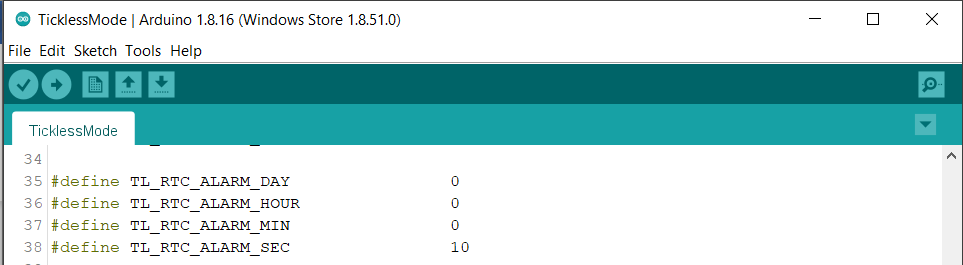 TicklessMode | Arduino 1.8.16 (Windows Store 1.8.51.0)
File Edit Sketch Tools Help
TicklessMode
34
35 #define TL_RTC_ALARM_DAY 0
36 #define TL_RTC_ALARM_HOUR 0
37 #define TL_RTC_ALARM_MIN 0
38 #define TL_RTC_ALARM_SEC 10